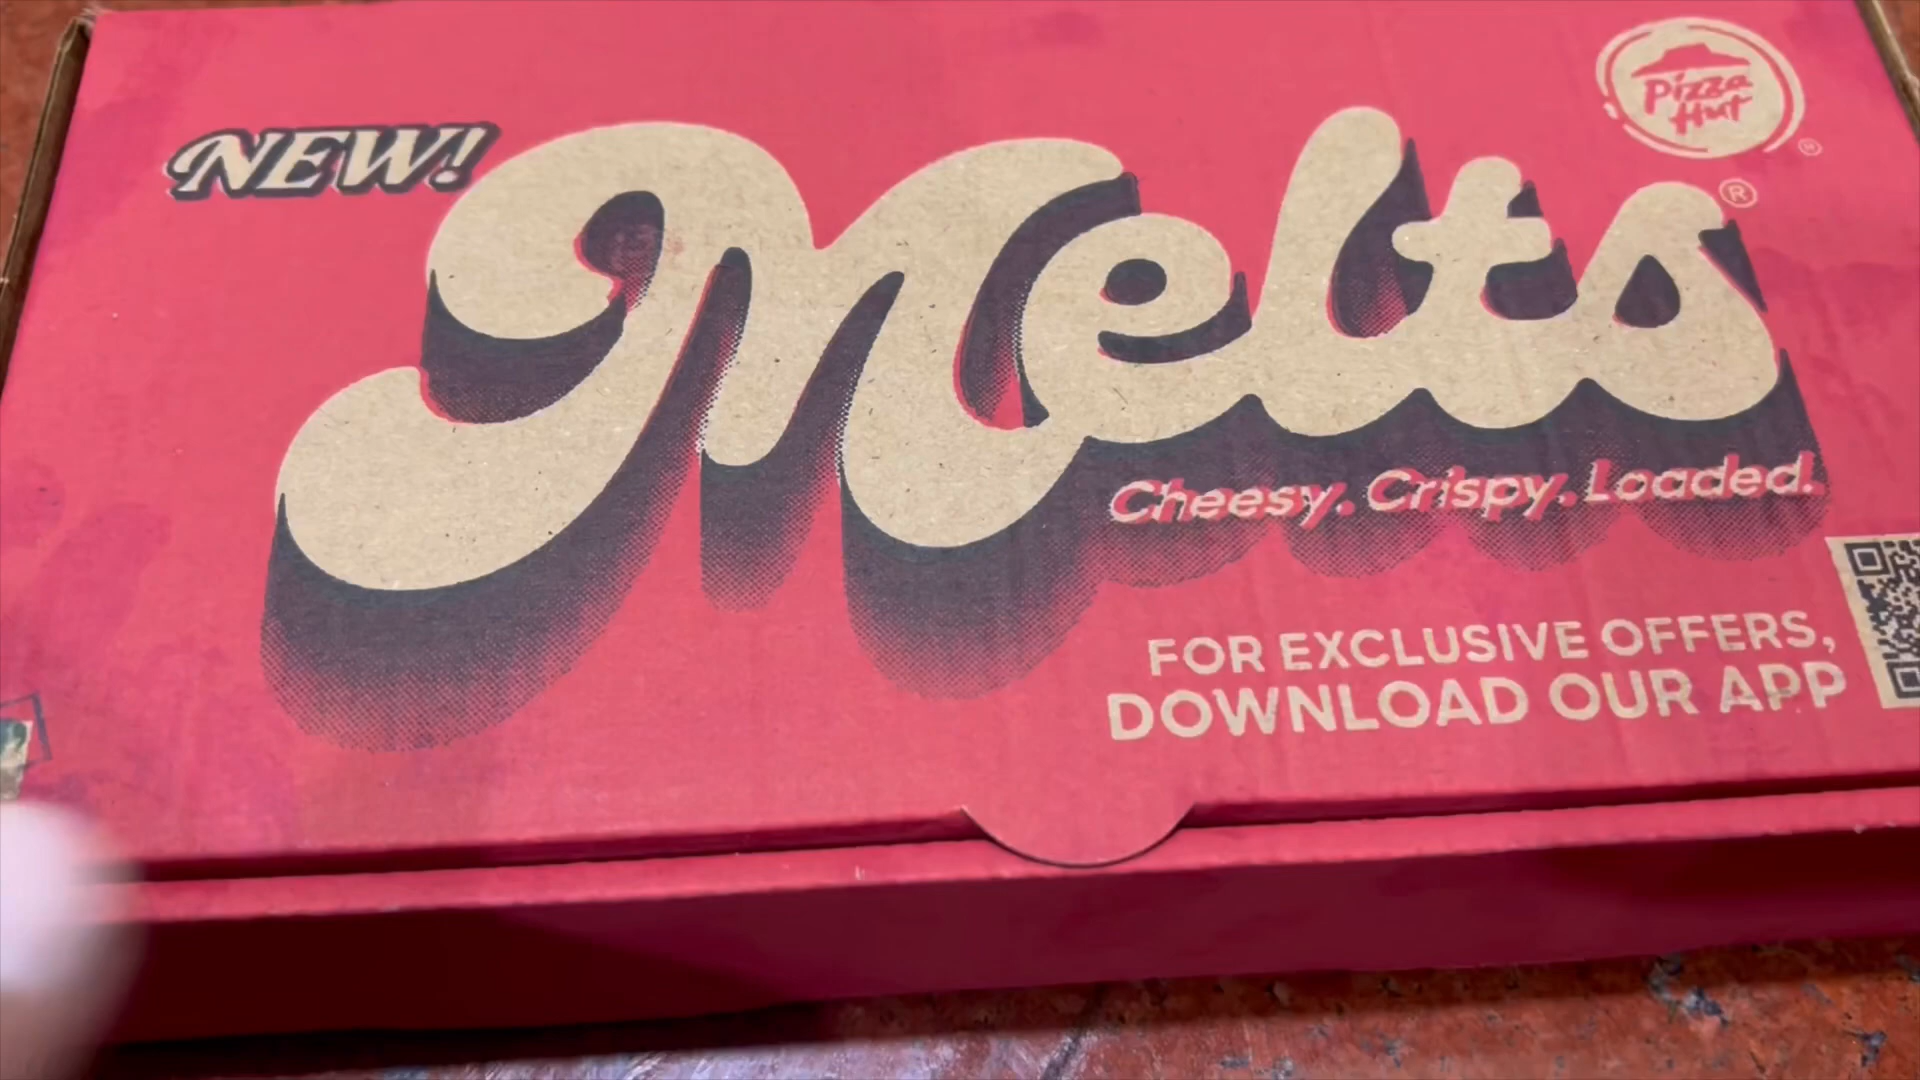 Pizza
Hut
®
NEW!
Melts®
Cheesy. Crispy. Loaded.
FOR EXCLUSIVE OFFERS,
DOWNLOAD OUR APP